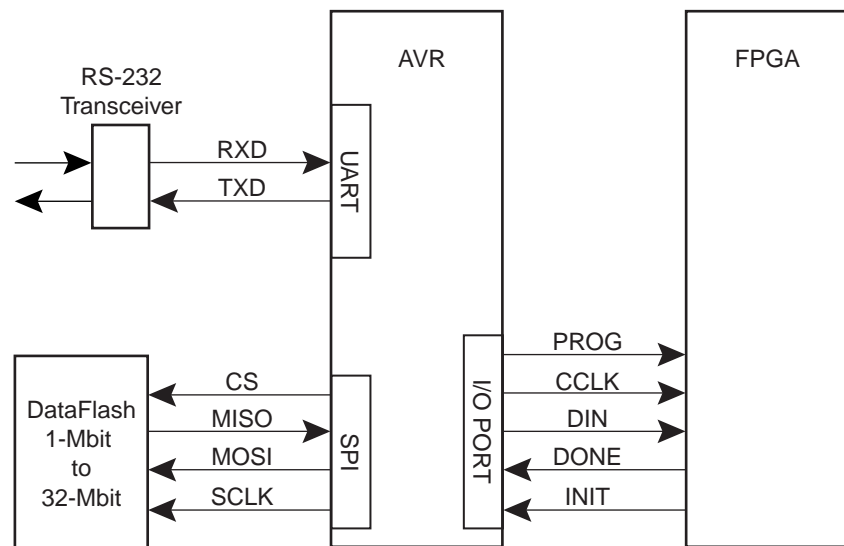 AVR
FPGA
RS-232
Transceiver
RXD
TXD
UART
PROG
CCLK
DIN
DONE
INIT
I/O PORT
CS
MISO
MOSI
SCLK
SPI
DataFlash
1-Mbit
to
32-Mbit